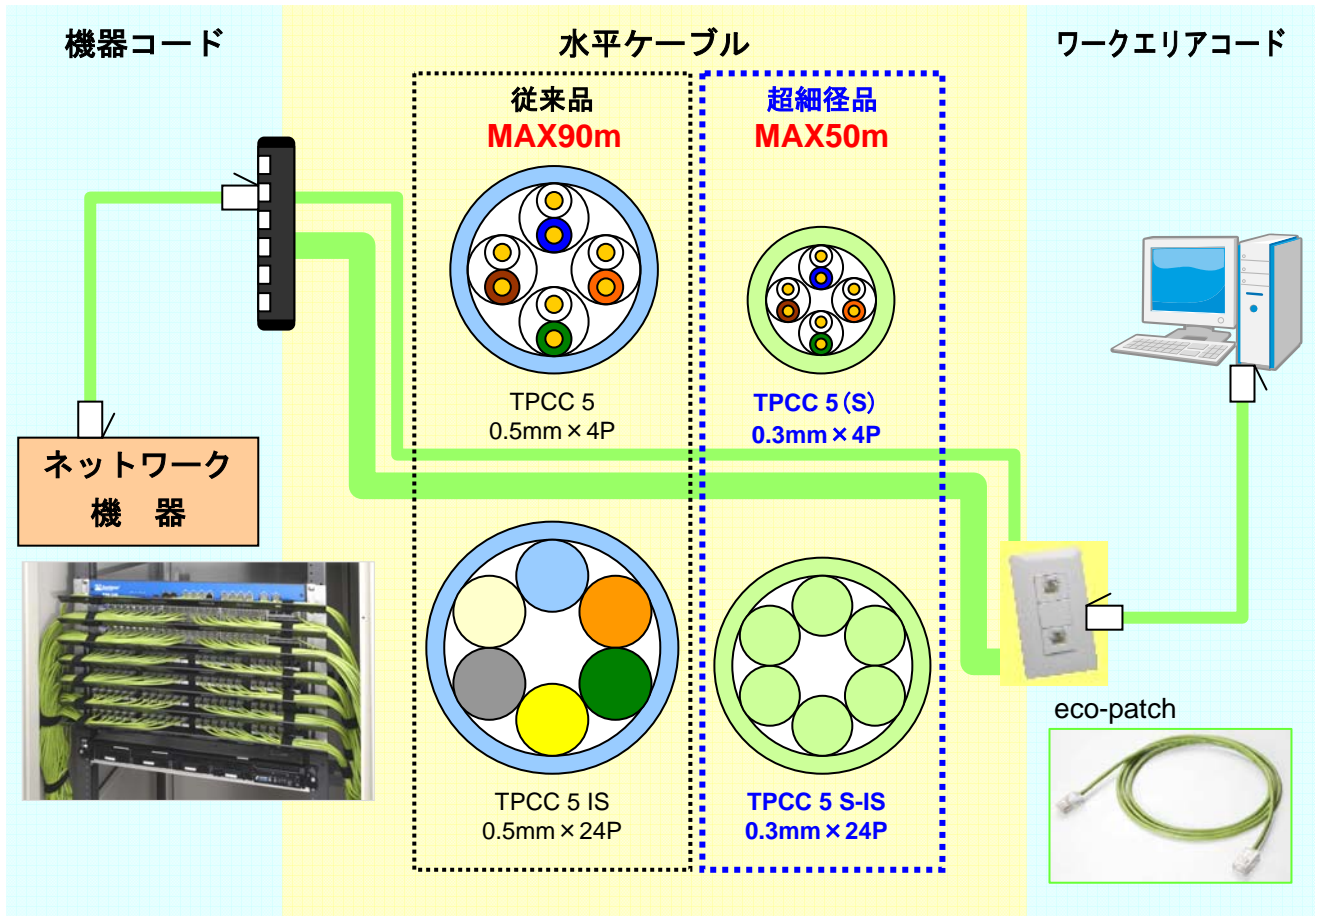 機器コード
水平ケーブル
ワークエリアコード
従来品
MAX90m
超細径品
MAX50m
TPCC 5
0.5mm×4P
TPCC 5(S)
0.3mm×4P
ネットワーク
機 器
TPCC 5 IS
0.5mm×24P
TPCC 5 S-IS
0.3mm×24P
eco-patch